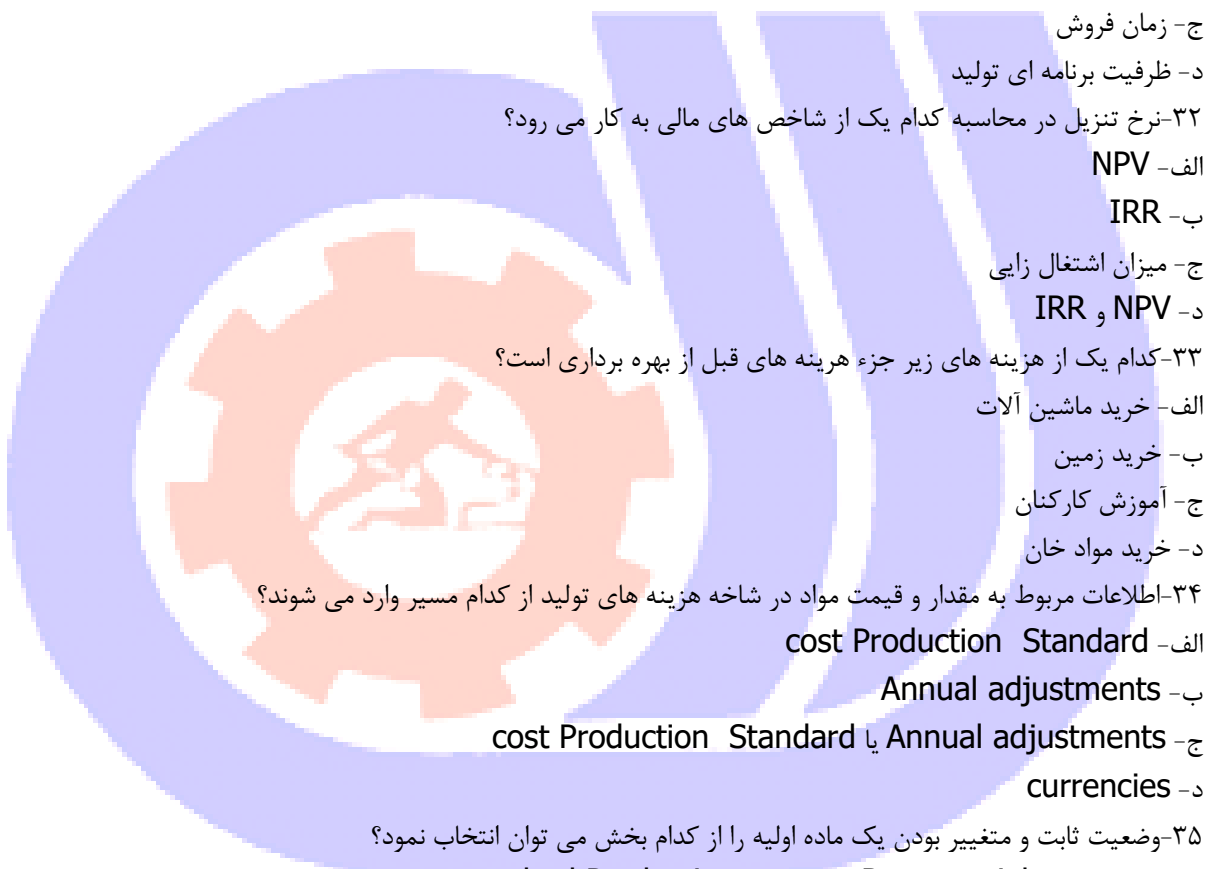 ج- زمان فروش
د- ظرفیت برنامه ای تولید
۳۲-نرخ تنزیل در محاسبه کدام یک از شاخص های مالی به کار می رود؟
الف- NPV
ب- IRR
ج- میزان اشتغال زایی
د- NPV و IRR
۳۳-کدام یک از هزینه های زیر جزء هرینه های قبل از بهره برداری است؟
الف- خرید ماشین آلات
ب- خرید زمین
ج- آموزش کارکنان
د- خرید مواد خان
۳۴-اطلاعات مربوط به مقدار و قیمت مواد در شاخه هزینه های تولید از کدام مسیر وارد می شوند؟
الف- cost Production Standard
ب- Annual adjustments
ج- Annual adjustments یا cost Production Standard
د- currencies
۳۵-وضعیت ثابت و متغییر بودن یک ماده اولیه را از کدام بخش می توان انتخاب نمود؟